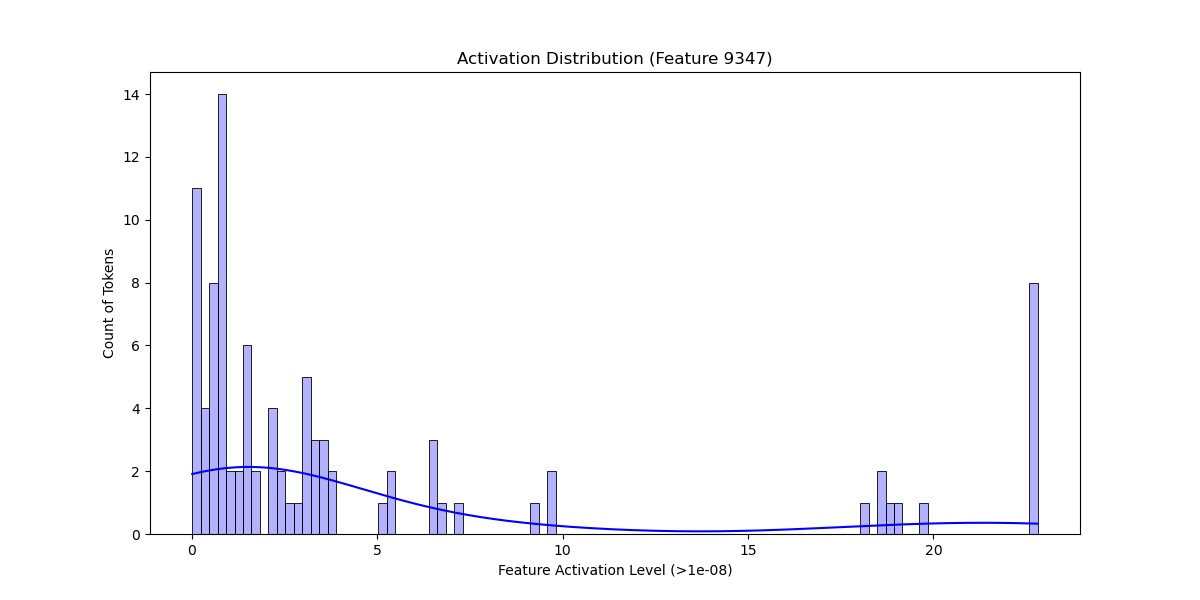 Activation Distribution (Feature 9347)
14
12
10
8
6
4
2
0
Count of Tokens
0 5 10 15 20
Feature Activation Level (>1e-08)